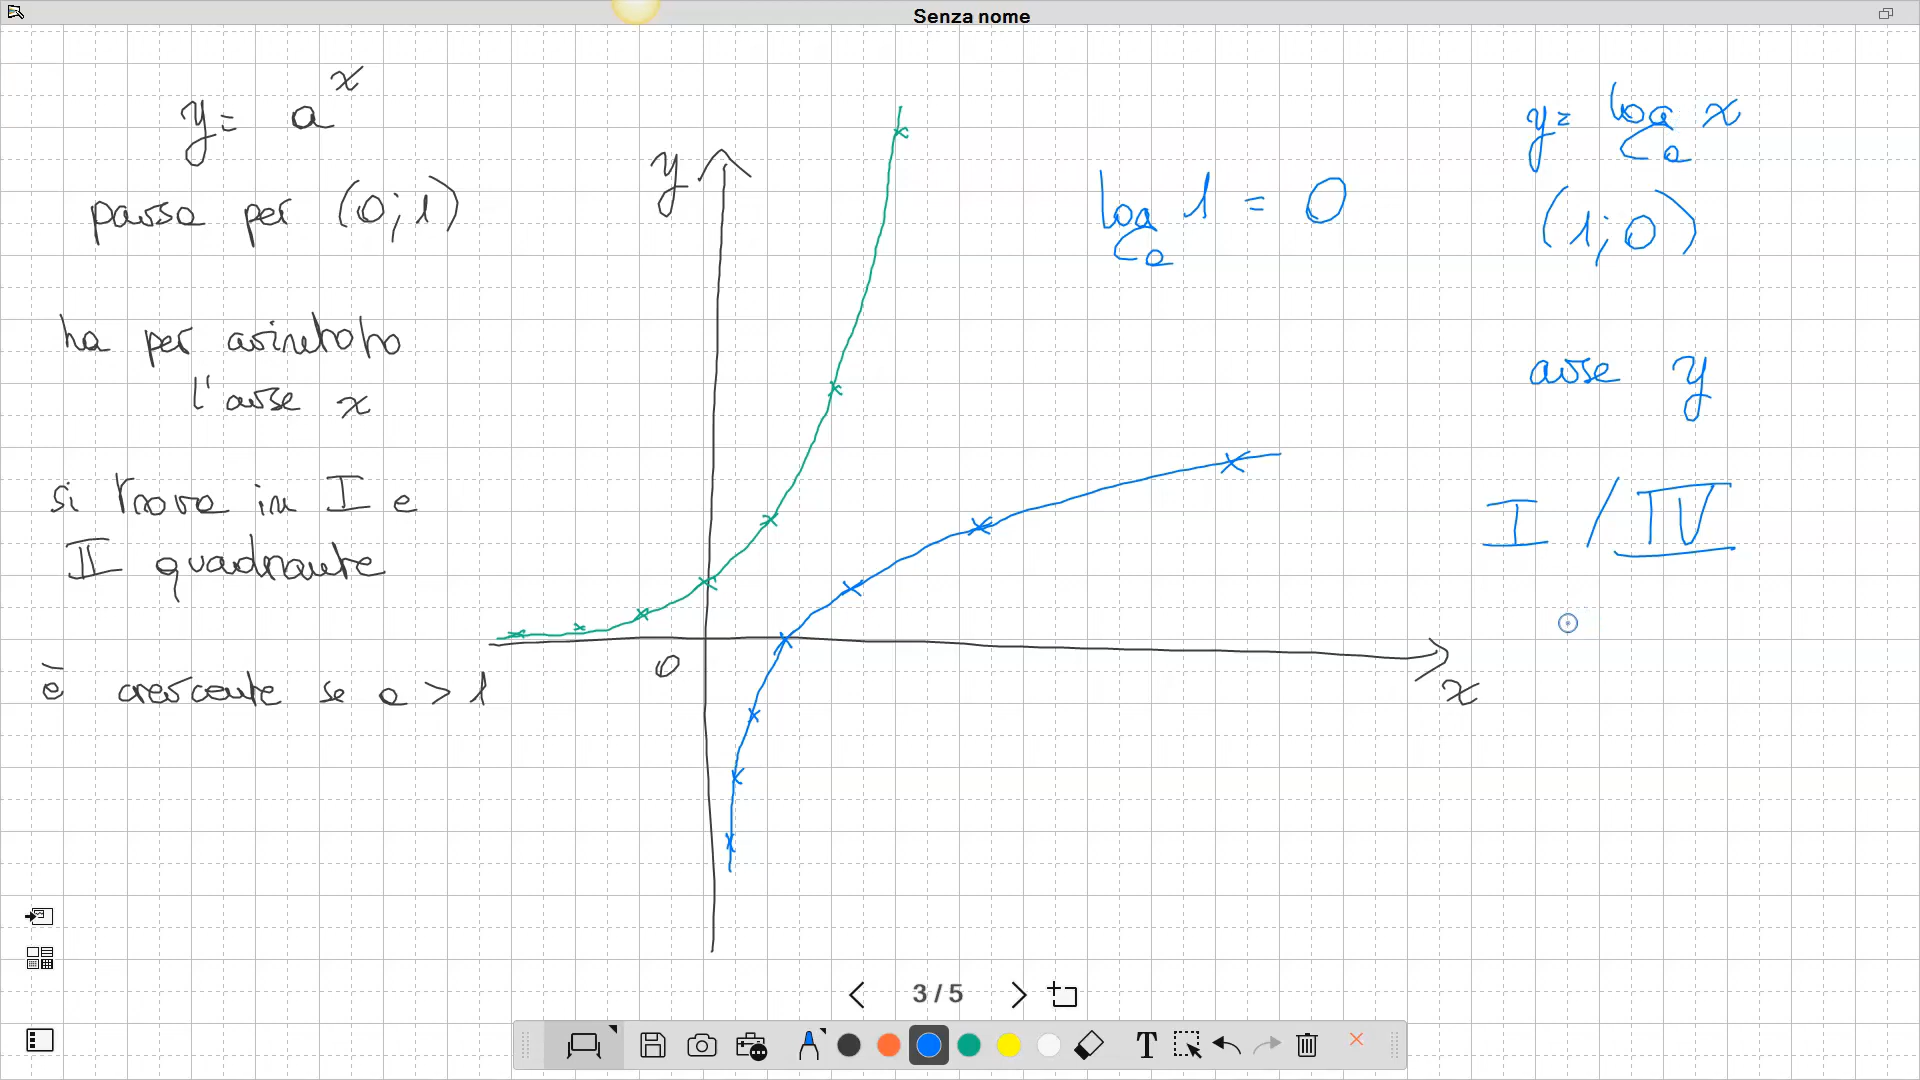 Senza nome
y = a^x
passa per (0;1)
ha per asintoto
l'asse x
si trova in I e
II quadrante
è crescente se a > 1
y
0
x
log_a 1 = 0
y = log_a x
(1;0)
asse y
I / IV
3 / 5
T